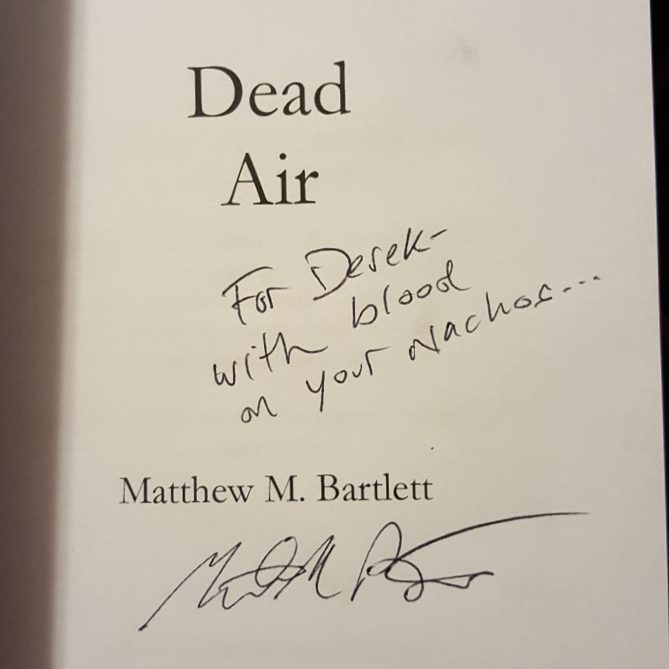 Dead
Air
For Derek-
with blood
on your Nachos...
Matthew M. Bartlett